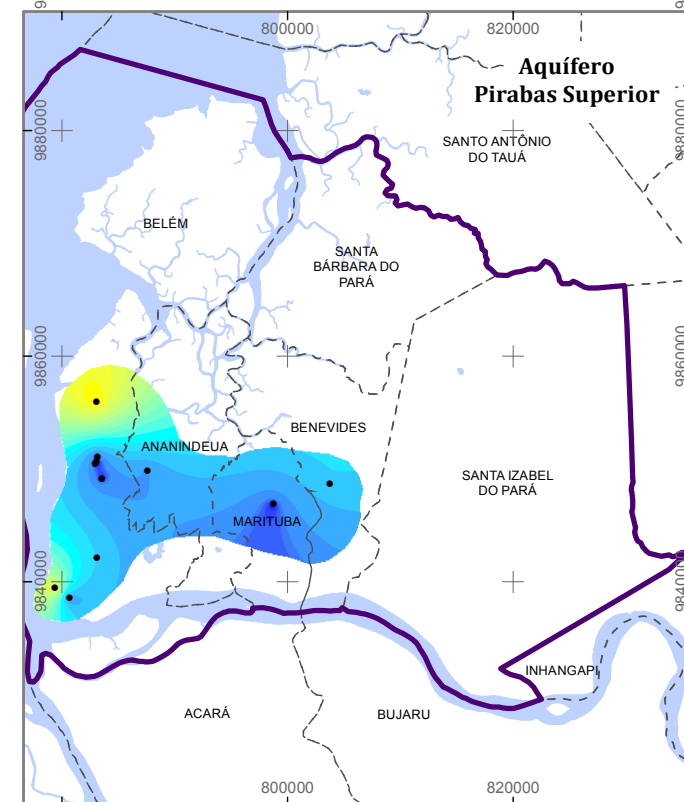 800000
820000
Aquífero
Pirabas Superior
9880000
9880000
SANTO ANTÔNIO
DO TAUÁ
BELÉM
SANTA
BÁRBARA DO
PARÁ
9860000
9860000
BENEVIDES
ANANINDEUA
SANTA IZABEL
DO PARÁ
MARITUBA
9840000
9840000
INHANGAPI
ACARÁ
BUJARU
800000
820000